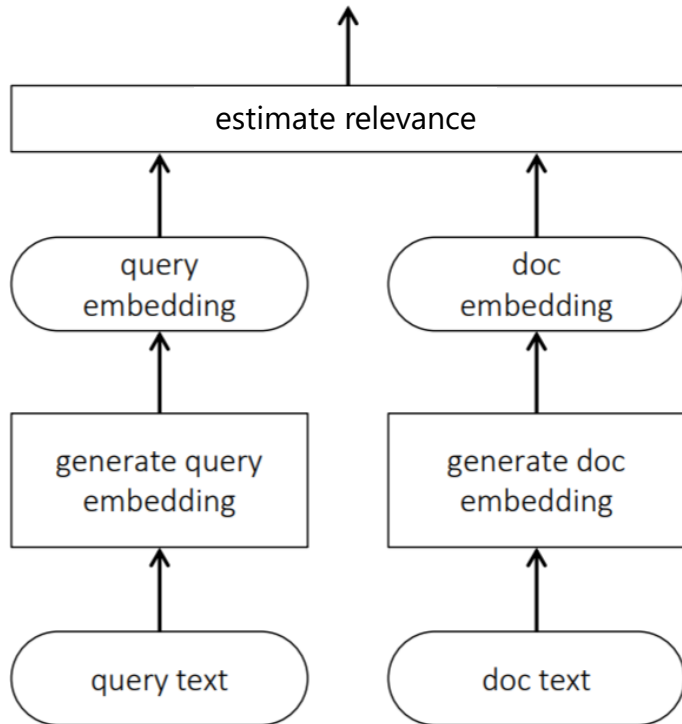 estimate relevance
query
embedding
doc
embedding
generate query
embedding
generate doc
embedding
query text
doc text